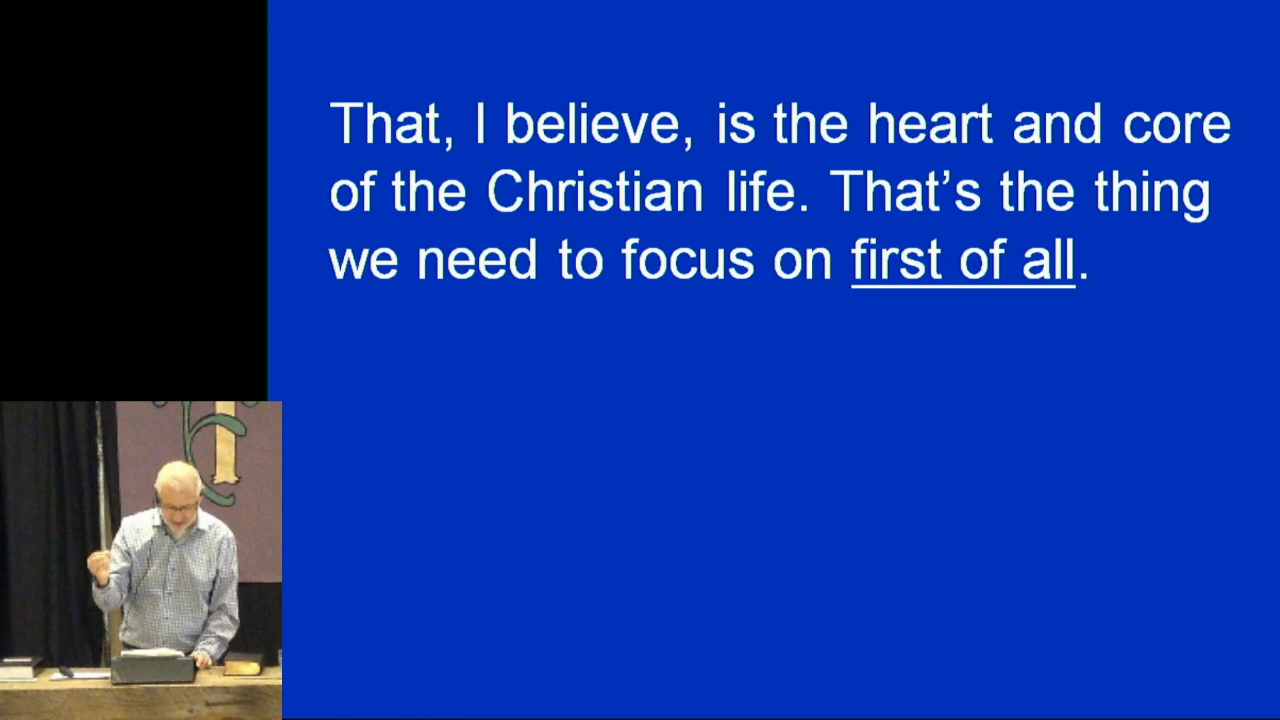 That, I believe, is the heart and core
of the Christian life. That’s the thing
we need to focus on first of all.